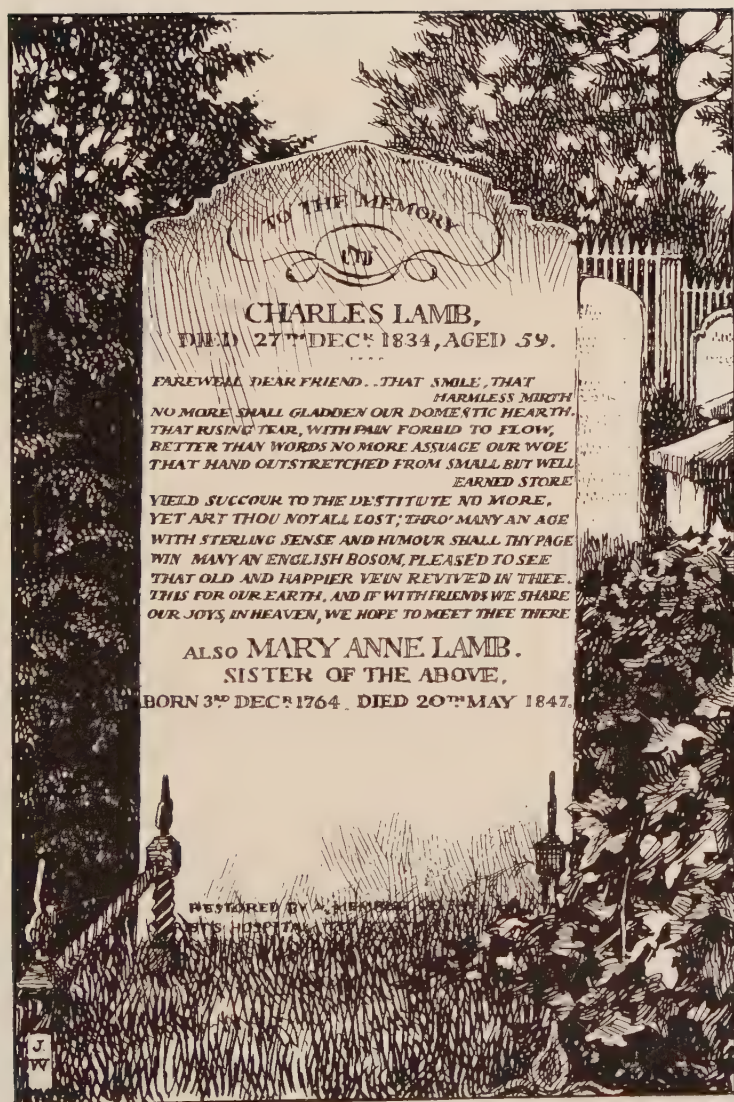 TO THE MEMORY
OF
CHARLES LAMB,
DIED 27TH DECR 1834, AGED 59.
FAREWELL DEAR FRIEND..THAT SMILE, THAT
HARMLESS MIRTH
NO MORE SHALL GLADDEN OUR DOMESTIC HEARTH.
THAT RISING TEAR, WITH PAIN FORBID TO FLOW,
BETTER THAN WORDS NO MORE ASSUAGE OUR WOE
THAT HAND OUTSTRETCHED FROM SMALL BUT WELL
EARNED STORE
YIELD SUCCOUR TO THE DESTITUTE NO MORE.
YET ART THOU NOT ALL LOST; THRO' MANY AN AGE
WITH STERLING SENSE AND HUMOUR SHALL THY PAGE
WIN MANY AN ENGLISH BOSOM, PLEASED TO SEE
THAT OLD AND HAPPIER VEIN REVIVED IN THEE.
THIS FOR OUR EARTH, AND IF WITH FRIENDS WE SHARE
OUR JOYS, IN HEAVEN, WE HOPE TO MEET THEE THERE
ALSO MARY ANNE LAMB.
SISTER OF THE ABOVE,
BORN 3RD DECR 1764. DIED 20TH MAY 1847.
RESTORED BY A MEMBER
HOSPITAL
J.
W